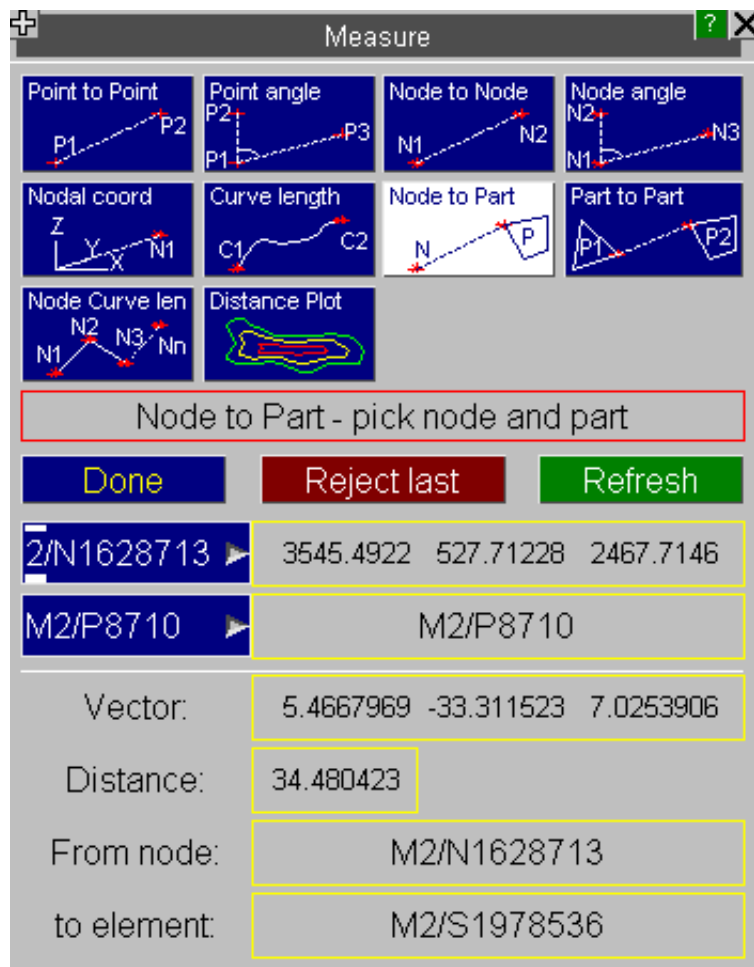 Measure
?
Point to Point
P1
P2
Point angle
P2
P1
P3
Node to Node
N1
N2
Node angle
N2
N1
N3
Nodal coord
Z
Y
X
N1
Curve length
C1
C2
Node to Part
N
P
Part to Part
P1
P2
Node Curve len
N1
N2
N3
Nn
Distance Plot
Node to Part - pick node and part
Done Reject last Refresh
2/N1628713 3545.4922 527.71228 2467.7146
M2/P8710 M2/P8710
Vector: 5.4667969 -33.311523 7.0253906
Distance: 34.480423
From node: M2/N1628713
to element: M2/S1978536